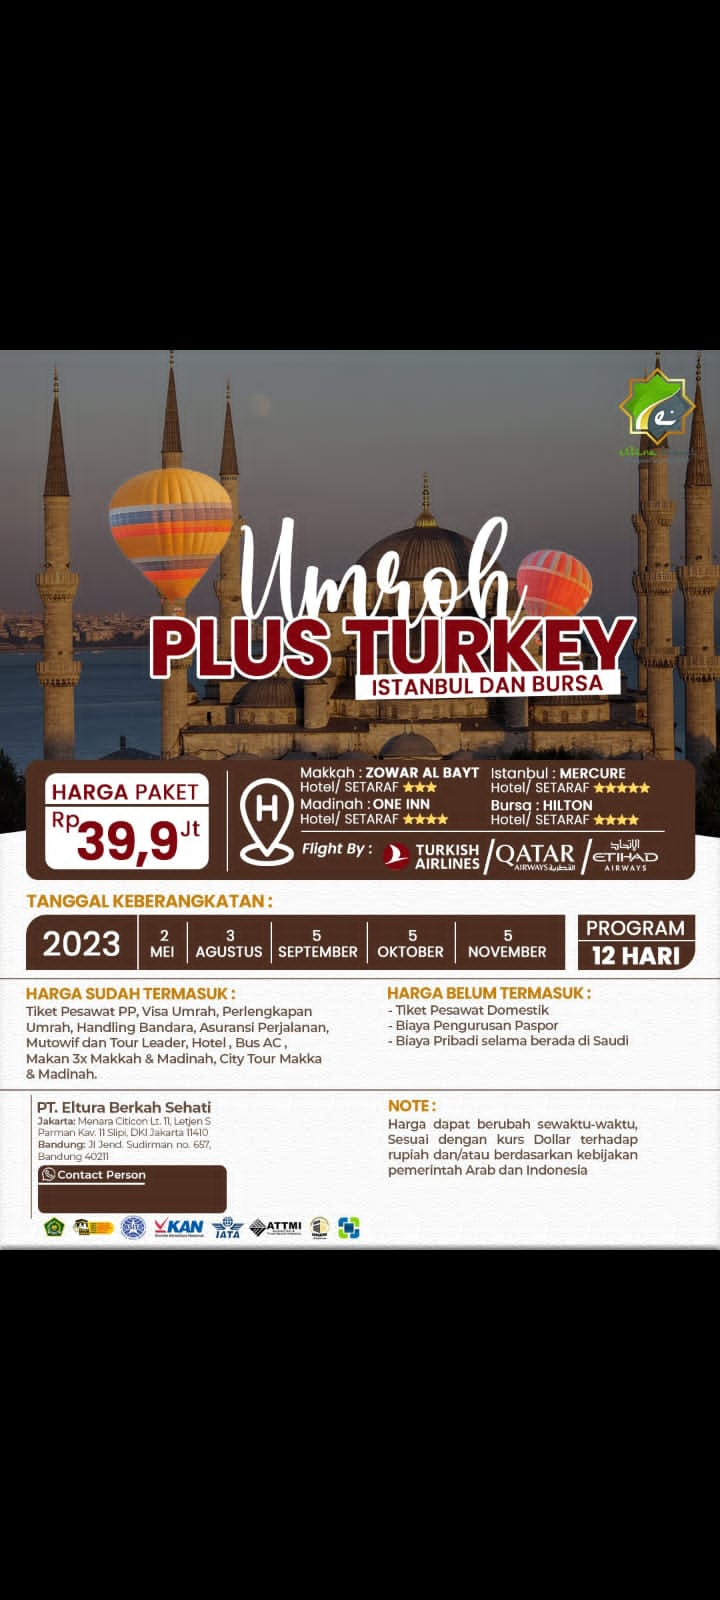 Umroh
PLUS TURKEY
ISTANBUL DAN BURSA
HARGA PAKET
Rp39,9Jt
H
Makkah : ZOWAR AL BAYT
Hotel/ SETARAF
Madinah : ONE INN
Hotel/ SETARAF
Istanbul : MERCURE
Hotel/ SETARAF
Bursa : HILTON
Hotel/ SETARAF
Flight By :
TURKISH
AIRLINES
QATAR
AIRWAYS القطرية
الإتحاد
ETIHAD
AIRWAYS
TANGGAL KEBERANGKATAN :
2023
2
MEI
3
AGUSTUS
5
SEPTEMBER
5
OKTOBER
5
NOVEMBER
PROGRAM
12 HARI
HARGA SUDAH TERMASUK :
Tiket Pesawat PP, Visa Umrah, Perlengkapan
Umrah, Handling Bandara, Asuransi Perjalanan,
Mutowif dan Tour Leader, Hotel , Bus AC ,
Makan 3x Makkah & Madinah, City Tour Makka
& Madinah.
HARGA BELUM TERMASUK :
- Tiket Pesawat Domestik
- Biaya Pengurusan Paspor
- Biaya Pribadi selama berada di Saudi
PT. Eltura Berkah Sehati
Jakarta: Menara Citicon Lt. 11, Letjen S
Parman Kav. 11 Slipi, DKI Jakarta 11410
Bandung: Jl Jend. Sudirman no. 657,
Bandung 40211
Contact Person
KAN
IATA
ATTMI
NOTE :
Harga dapat berubah sewaktu-waktu,
Sesuai dengan kurs Dollar terhadap
rupiah dan/atau berdasarkan kebijakan
pemerintah Arab dan Indonesia